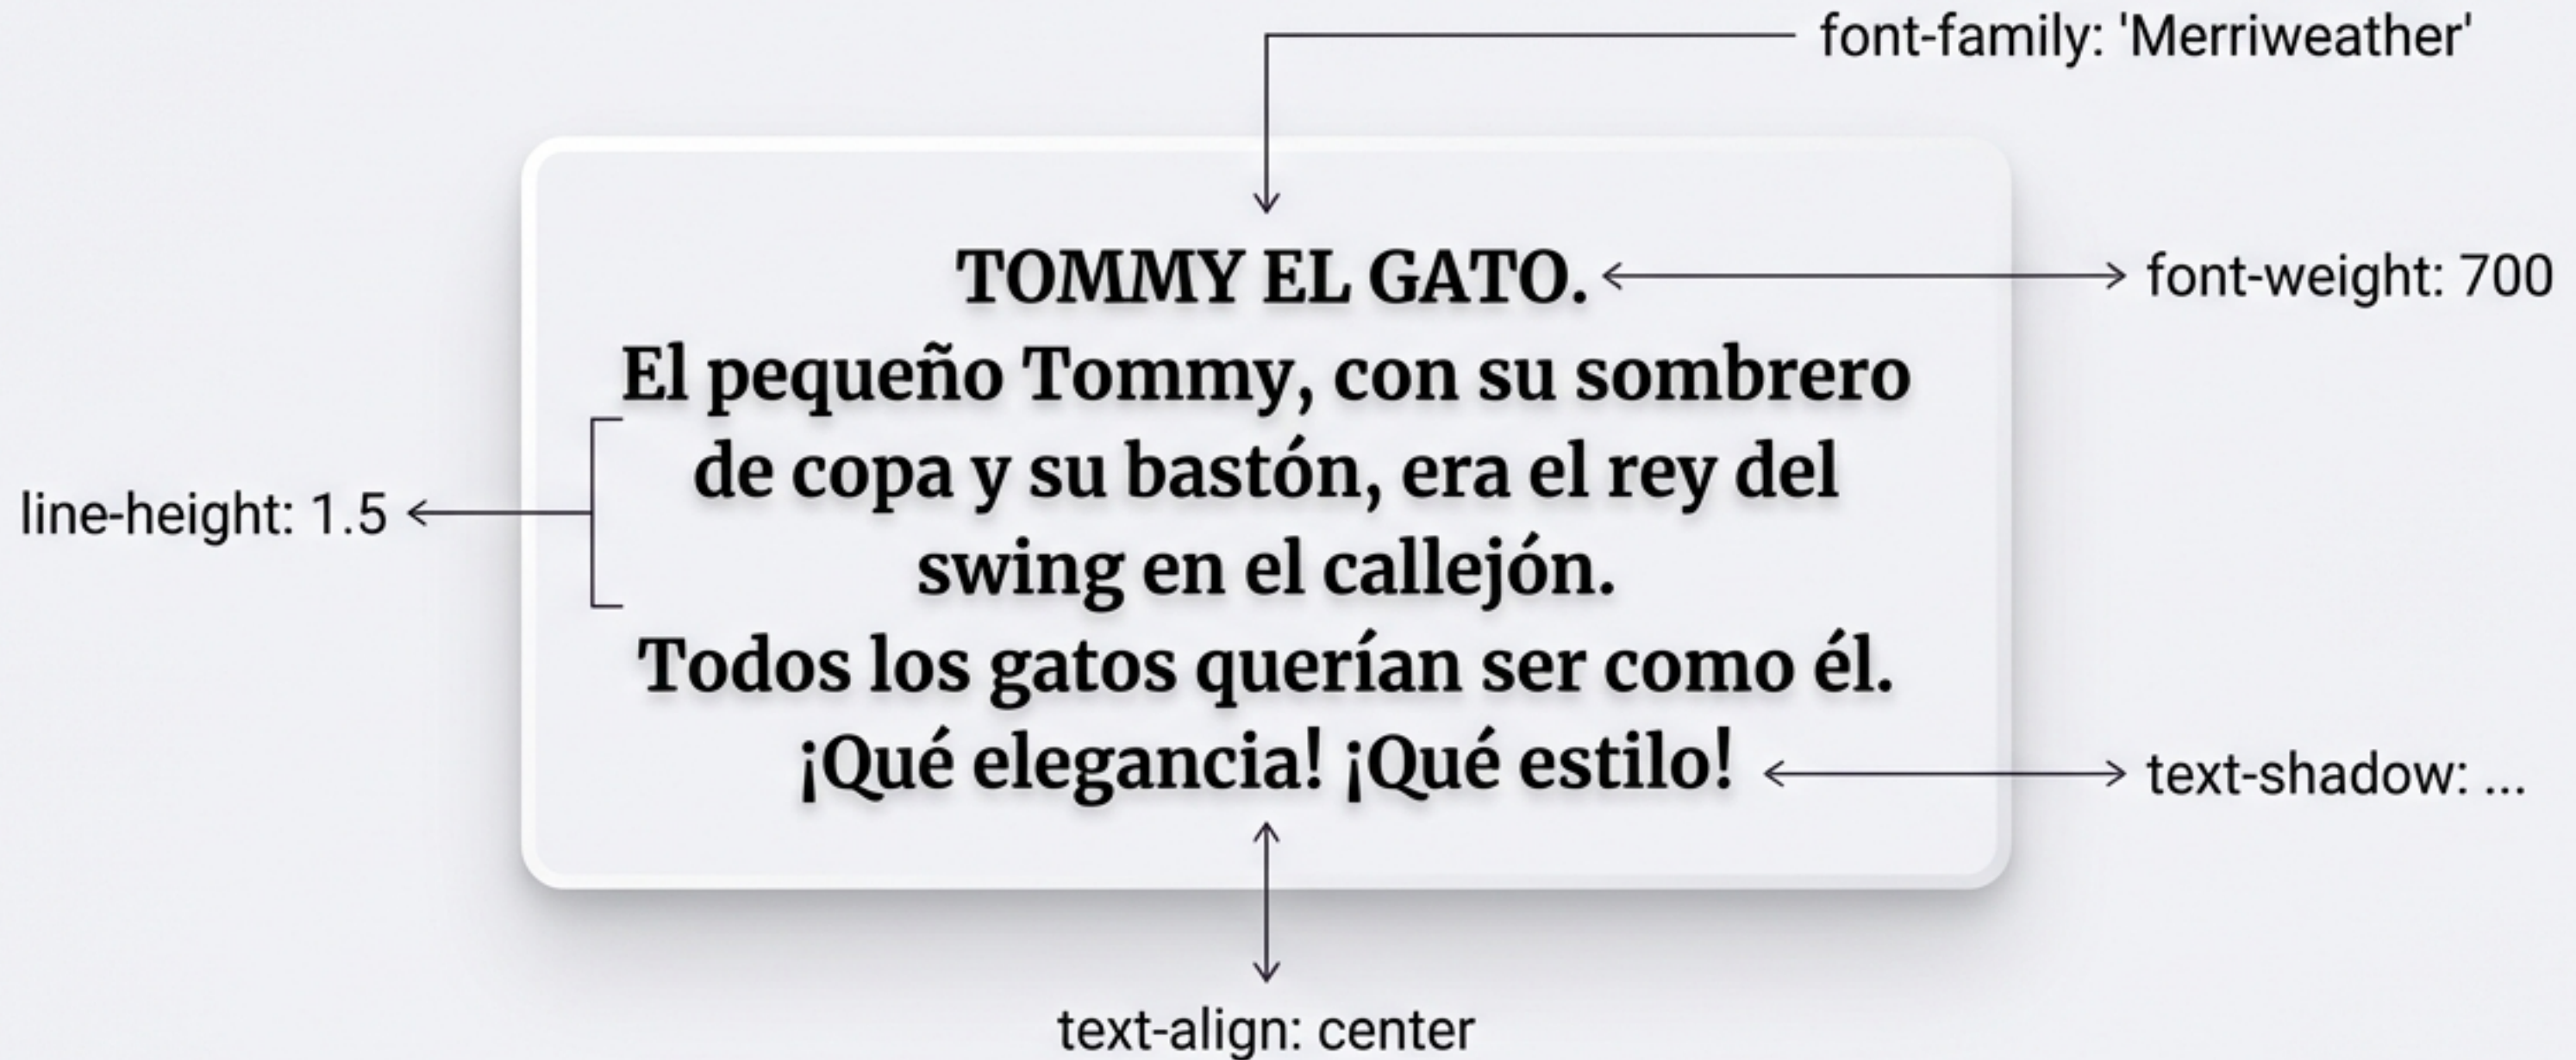 font-family: 'Merriweather'
TOMMY EL GATO.
font-weight: 700
El pequeño Tommy, con su sombrero
de copa y su bastón, era el rey del
line-height: 1.5
swing en el callejón.
Todos los gatos querían ser como él.
¡Qué elegancia! ¡Qué estilo!
text-shadow: ...
text-align: center